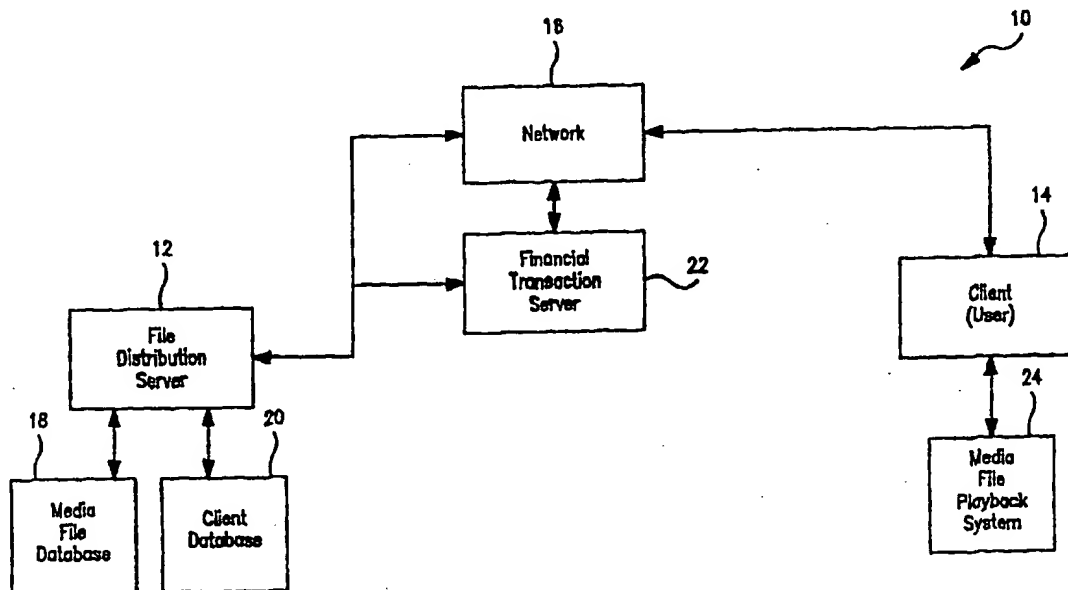 10
16
Network
14
12
Financial
Transaction
Server
22
Client
(User)
File
Distribution
Server
24
18
20
Media
File
Database
Client
Database
Media
File
Playback
System